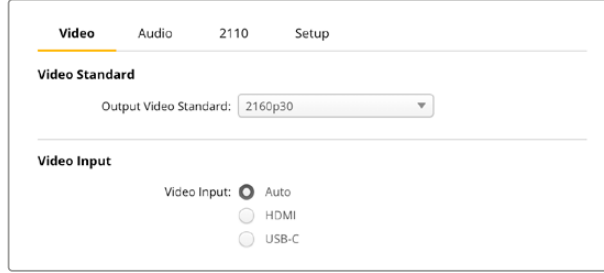 Video Audio 2110 Setup
Video Standard
Output Video Standard: 2160p30
Video Input
Video Input: Auto
HDMI
USB-C